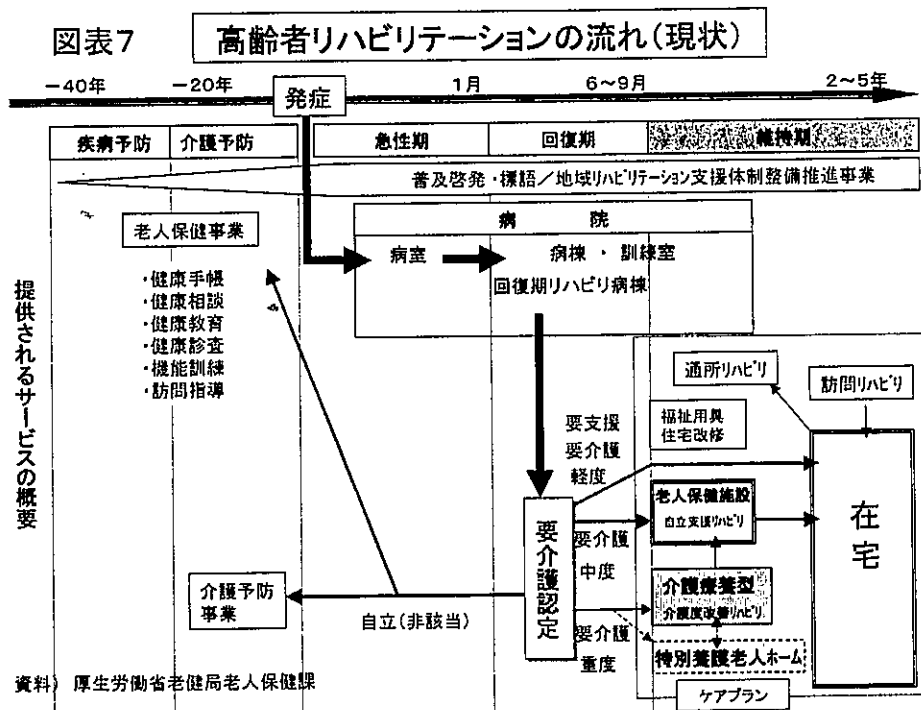 図表7
高齢者リハビリテーションの流れ(現状)
-40年
-20年
発症
1月
6~9月
2~5年
疾病予防
介護予防
急性期
回復期
維持期
普及啓発・標語/地域リハビリテーション支援体制整備推進事業
病院
病室
病棟・訓練室
回復期リハビリ病棟
老人保健事業
・健康手帳
・健康相談
・健康教育
・健康診査
・機能訓練
・訪問指導
提供されるサービスの概要
通所リハビリ
訪問リハビリ
福祉用具
住宅改修
要支援
要介護
軽度
老人保健施設
自立支援リハビリ
在宅
要介護認定
要介護
中度
介護療養型
介護度改善リハビリ
介護予防
事業
自立(非該当)
要介護
重度
特別養護老人ホーム
ケアプラン
資料) 厚生労働省老健局老人保健課